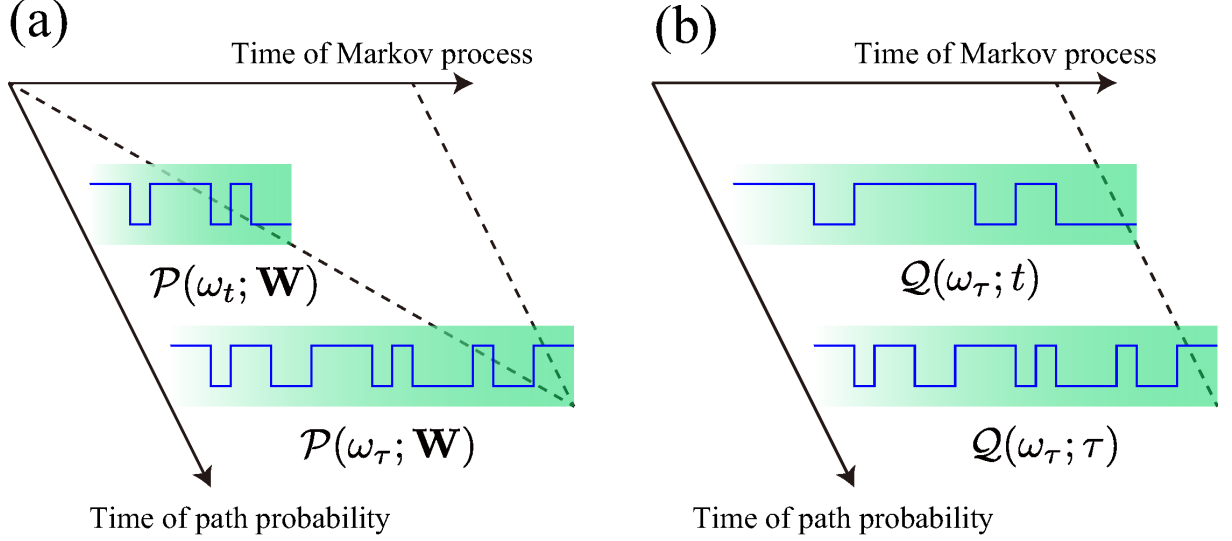 (a)
Time of Markov process
𝒫(ω_t; 𝐖)
𝒫(ω_τ; 𝐖)
Time of path probability
(b)
Time of Markov process
𝒬(ω_τ; t)
𝒬(ω_τ; τ)
Time of path probability